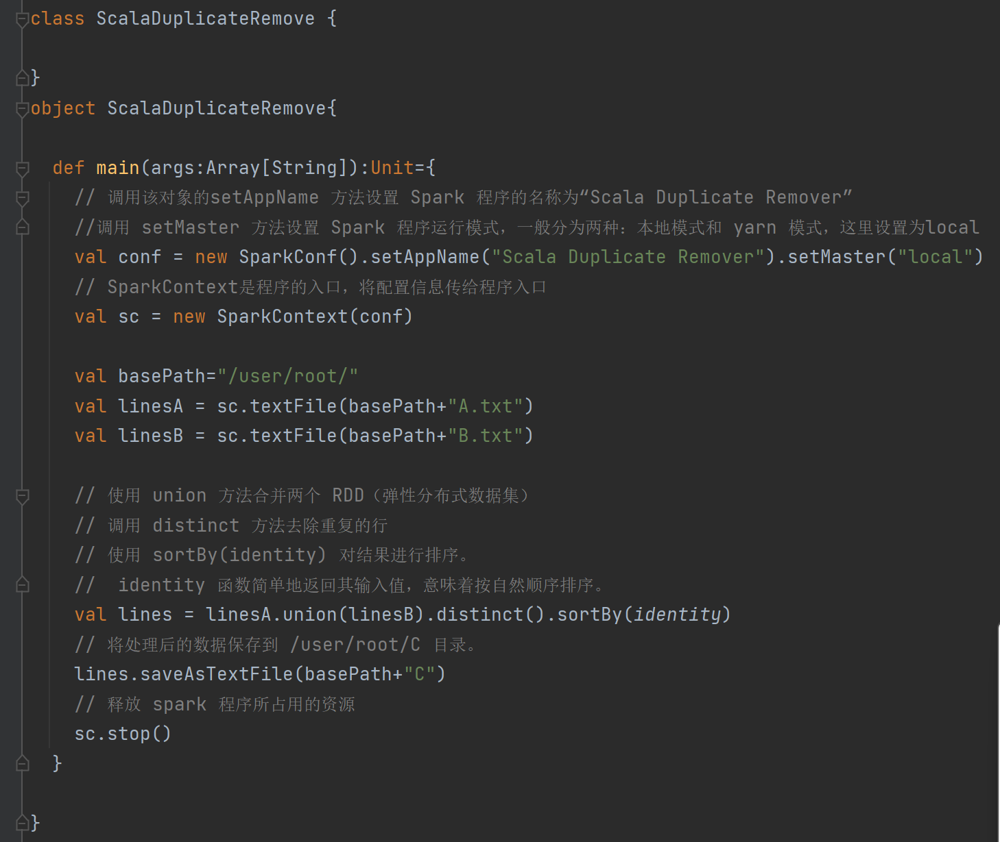 class ScalaDuplicateRemove {
}
object ScalaDuplicateRemove{
def main(args:Array[String]):Unit={
// 调用该对象的setAppName 方法设置 Spark 程序的名称为“Scala Duplicate Remover”
//调用 setMaster 方法设置 Spark 程序运行模式，一般分为两种：本地模式和 yarn 模式，这里设置为local
val conf = new SparkConf().setAppName("Scala Duplicate Remover").setMaster("local")
// SparkContext是程序的入口，将配置信息传给程序入口
val sc = new SparkContext(conf)
val basePath="/user/root/"
val linesA = sc.textFile(basePath+"A.txt")
val linesB = sc.textFile(basePath+"B.txt")
// 使用 union 方法合并两个 RDD（弹性分布式数据集）
// 调用 distinct 方法去除重复的行
// 使用 sortBy(identity) 对结果进行排序。
//  identity 函数简单地返回其输入值，意味着按自然顺序排序。
val lines = linesA.union(linesB).distinct().sortBy(identity)
// 将处理后的数据保存到 /user/root/C 目录。
lines.saveAsTextFile(basePath+"C")
// 释放 spark 程序所占用的资源
sc.stop()
}
}